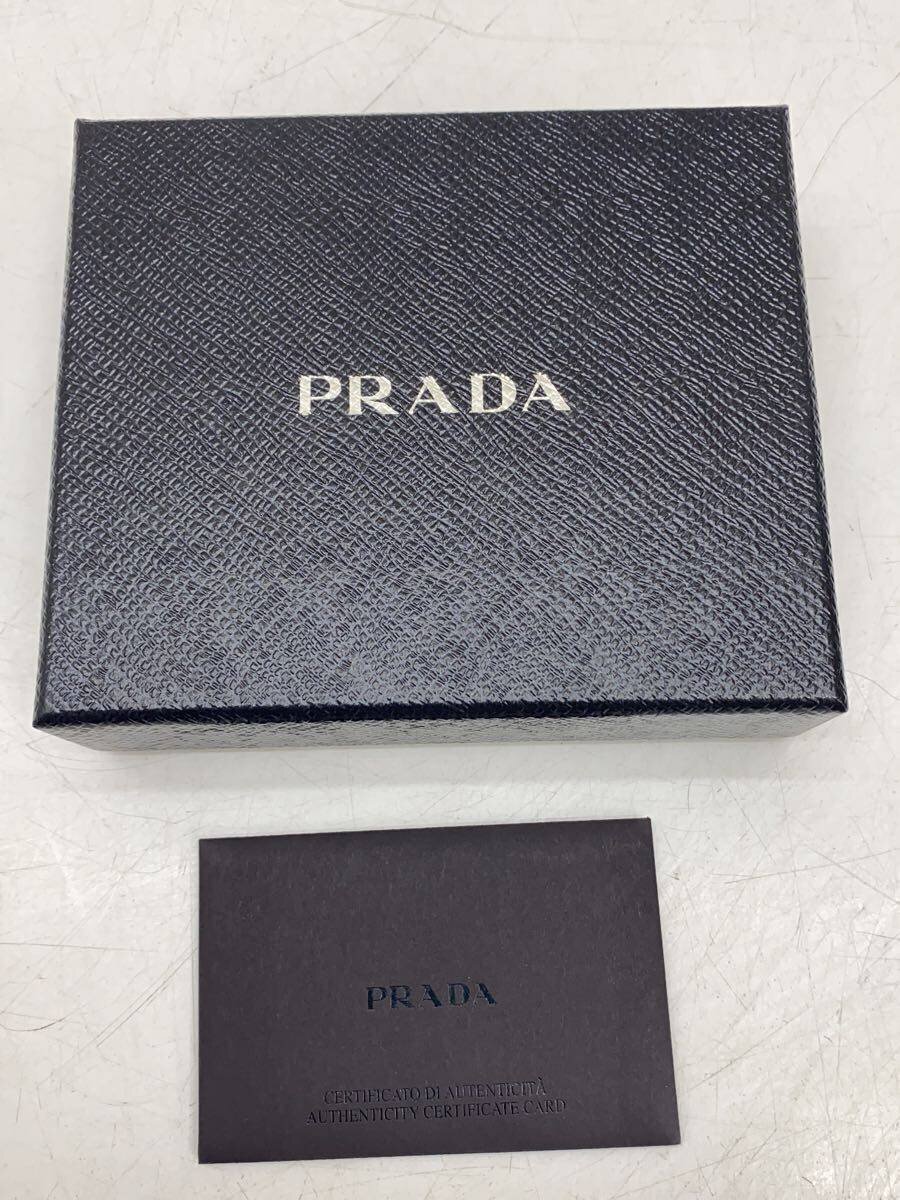 PRADA
PRADA
CERTIFICATO DI AUTENTICITÀ
AUTHENTICITY CERTIFICATE CARD